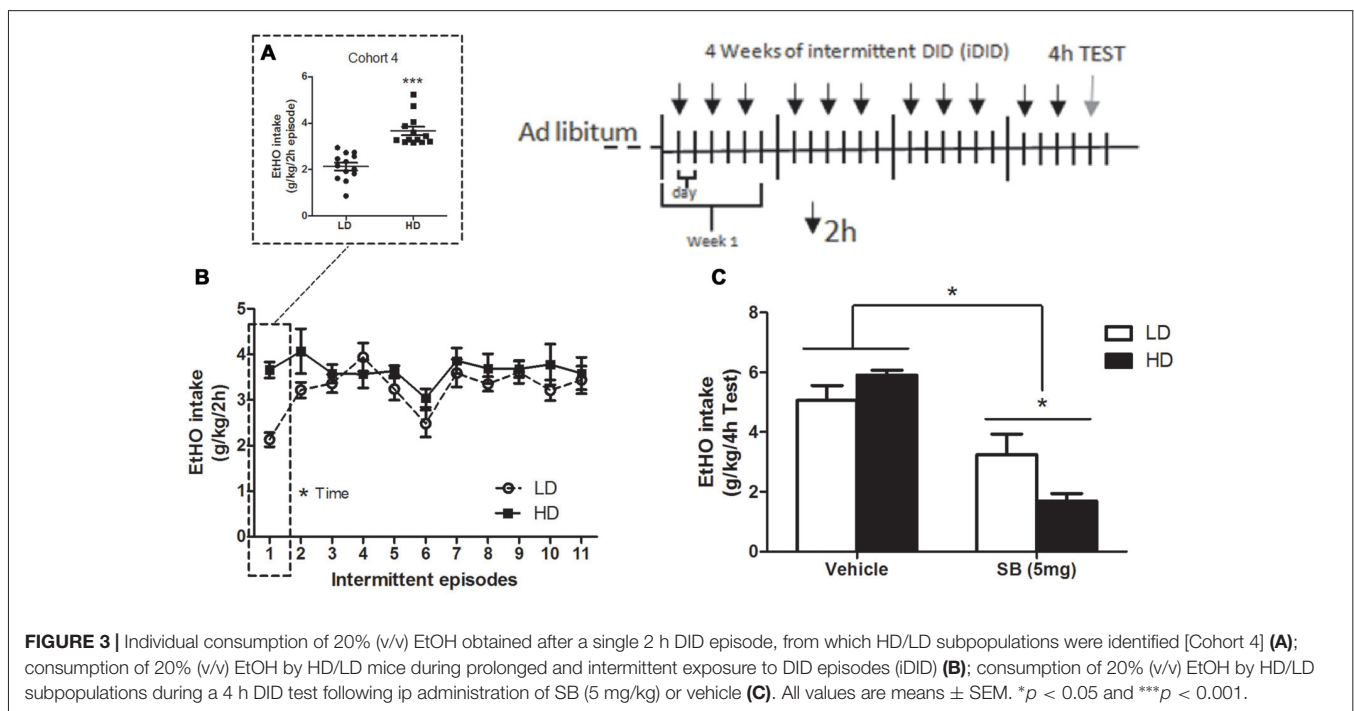 A
Cohort 4
***
EtHO intake
(g/kg/2h episode)
6
4
2
0
LD
HD
4 Weeks of intermittent DID (iDID)
4h TEST
Ad libitum
day
Week 1
2h
B
EtHO intake
(g/kg/2h)
5
4
3
2
1
0
* Time
LD
HD
1 2 3 4 5 6 7 8 9 10 11
Intermittent episodes
C
EtHO intake
(g/kg/4h Test)
8
6
4
2
0
*
*
LD
HD
Vehicle
SB (5mg)
FIGURE 3 | Individual consumption of 20% (v/v) EtOH obtained after a single 2 h DID episode, from which HD/LD subpopulations were identified [Cohort 4] (A);
consumption of 20% (v/v) EtOH by HD/LD mice during prolonged and intermittent exposure to DID episodes (iDID) (B); consumption of 20% (v/v) EtOH by HD/LD
subpopulations during a 4 h DID test following ip administration of SB (5 mg/kg) or vehicle (C). All values are means ± SEM. *p < 0.05 and ***p < 0.001.